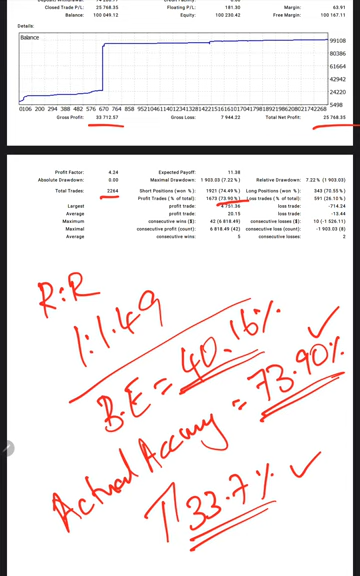 Closed Trade P/L: 25 768.35 Floating P/L: 181.30 Margin: 63.91
Balance: 100 049.12 Equity: 100 230.42 Free Margin: 100 167.11
Details:
Balance
99108
80386
61664
42942
24220
5498
Gross Profit: 33 712.57 Gross Loss: 7 944.22 Total Net Profit: 25 768.35
Profit Factor: 4.24 Expected Payoff: 11.38
Absolute Drawdown: 0.00 Maximal Drawdown: 1 903.03 (7.22 %) Relative Drawdown: 7.22% (1 903.03)
Total Trades: 2264 Short Positions (won %): 1921 (74.49 %) Long Positions (won %): 343 (70.55 %)
Profit Trades (% of total): 1673 (73.90 %) Loss trades (% of total): 591 (26.10 %)
Largest profit trade: loss trade: -714.24
Average profit trade: 20.15 loss trade: -13.44
Maximum consecutive wins ($): 42 (6 818.49) consecutive losses ($): 10 (-1 526.11)
Maximal consecutive profit (count): 6 818.49 (42) consecutive loss (count): -1 903.03 (8)
Average consecutive wins: 5 consecutive losses: 2
R:R
1:1.49
B.E = 40.16%
Actual Accuracy = 73.90%
↑ 33.7%